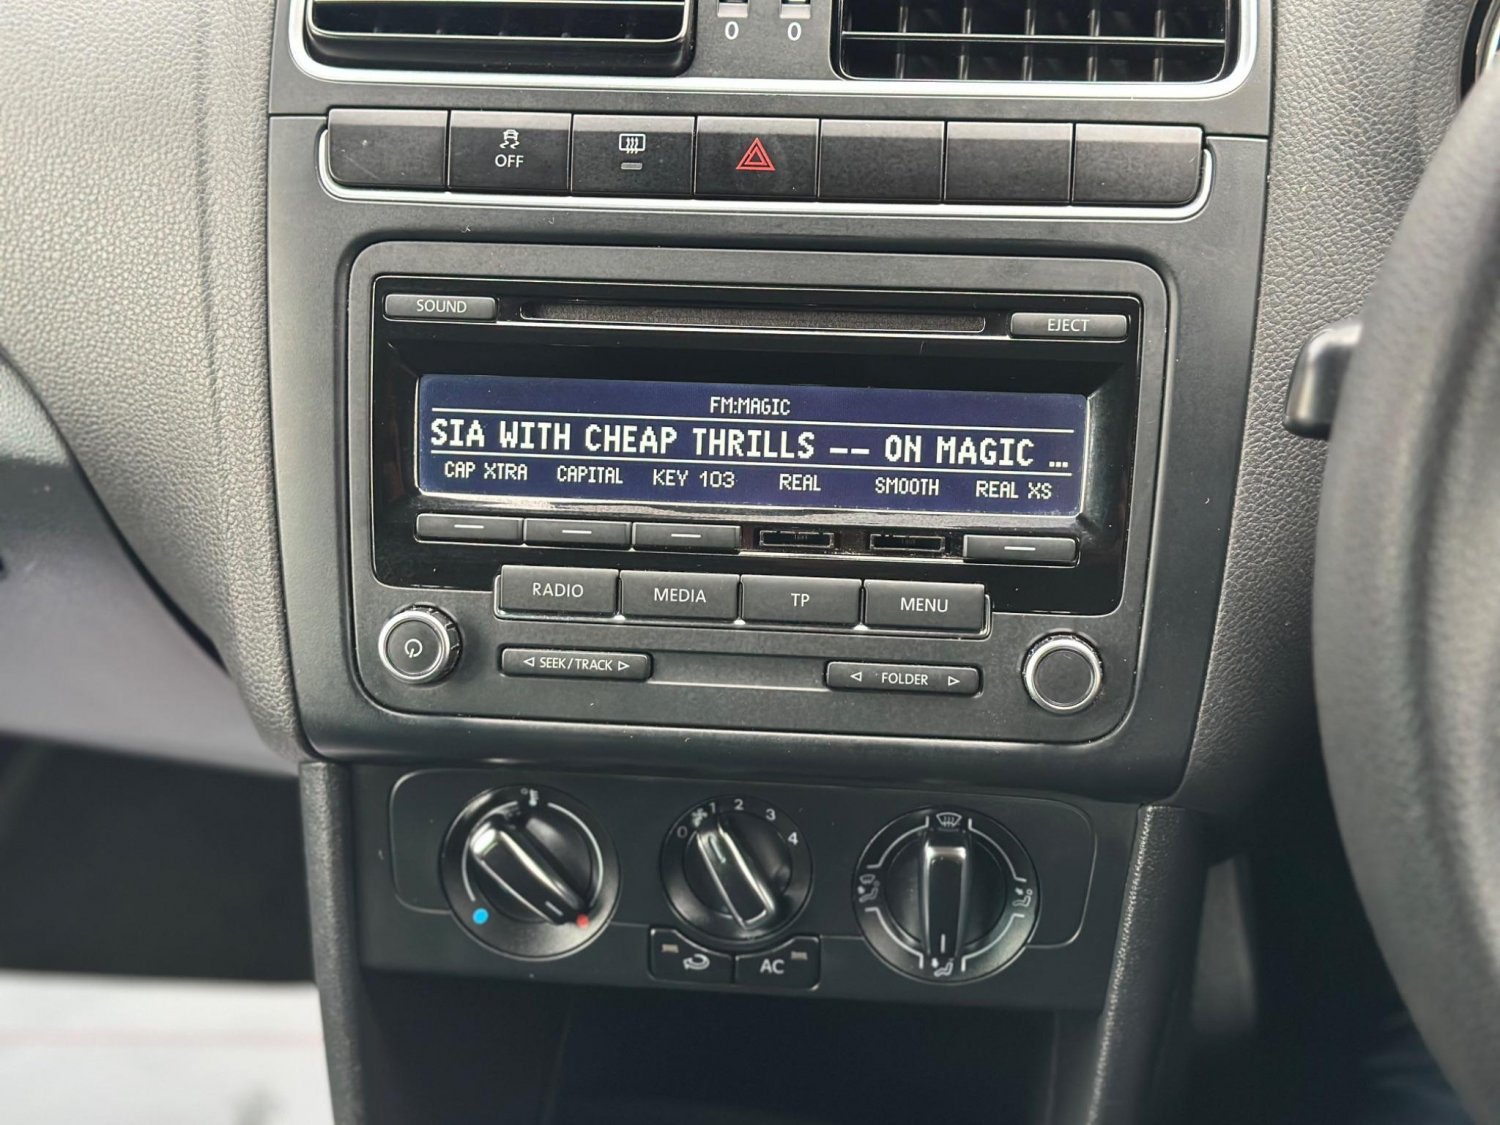 0 0
OFF
SOUND
EJECT
FM:MAGIC
SIA WITH CHEAP THRILLS -- ON MAGIC ...
CAP XTRA CAPITAL KEY 103 REAL SMOOTH REAL XS
RADIO MEDIA TP MENU
SEEK/TRACK FOLDER
0 1 2 3 4
AC